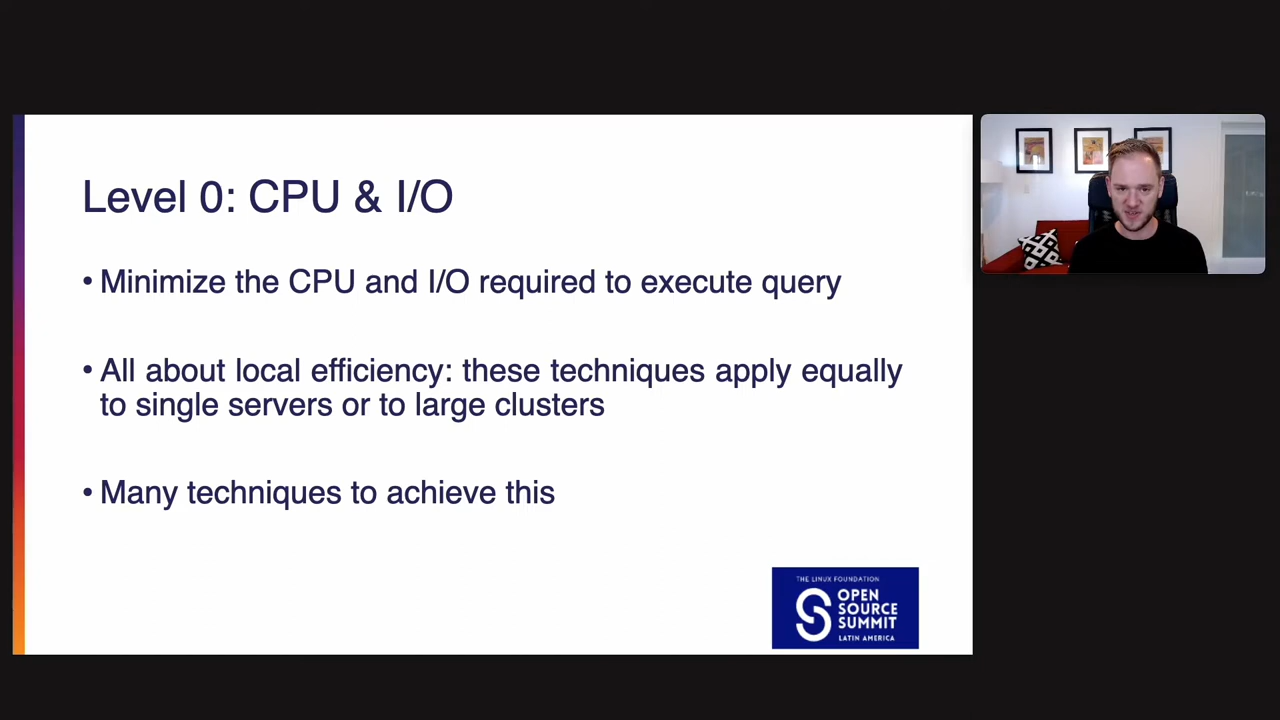 Level 0: CPU & I/O
• Minimize the CPU and I/O required to execute query
• All about local efficiency: these techniques apply equally
to single servers or to large clusters
• Many techniques to achieve this
THE LINUX FOUNDATION
OPEN
SOURCE
SUMMIT
LATIN AMERICA